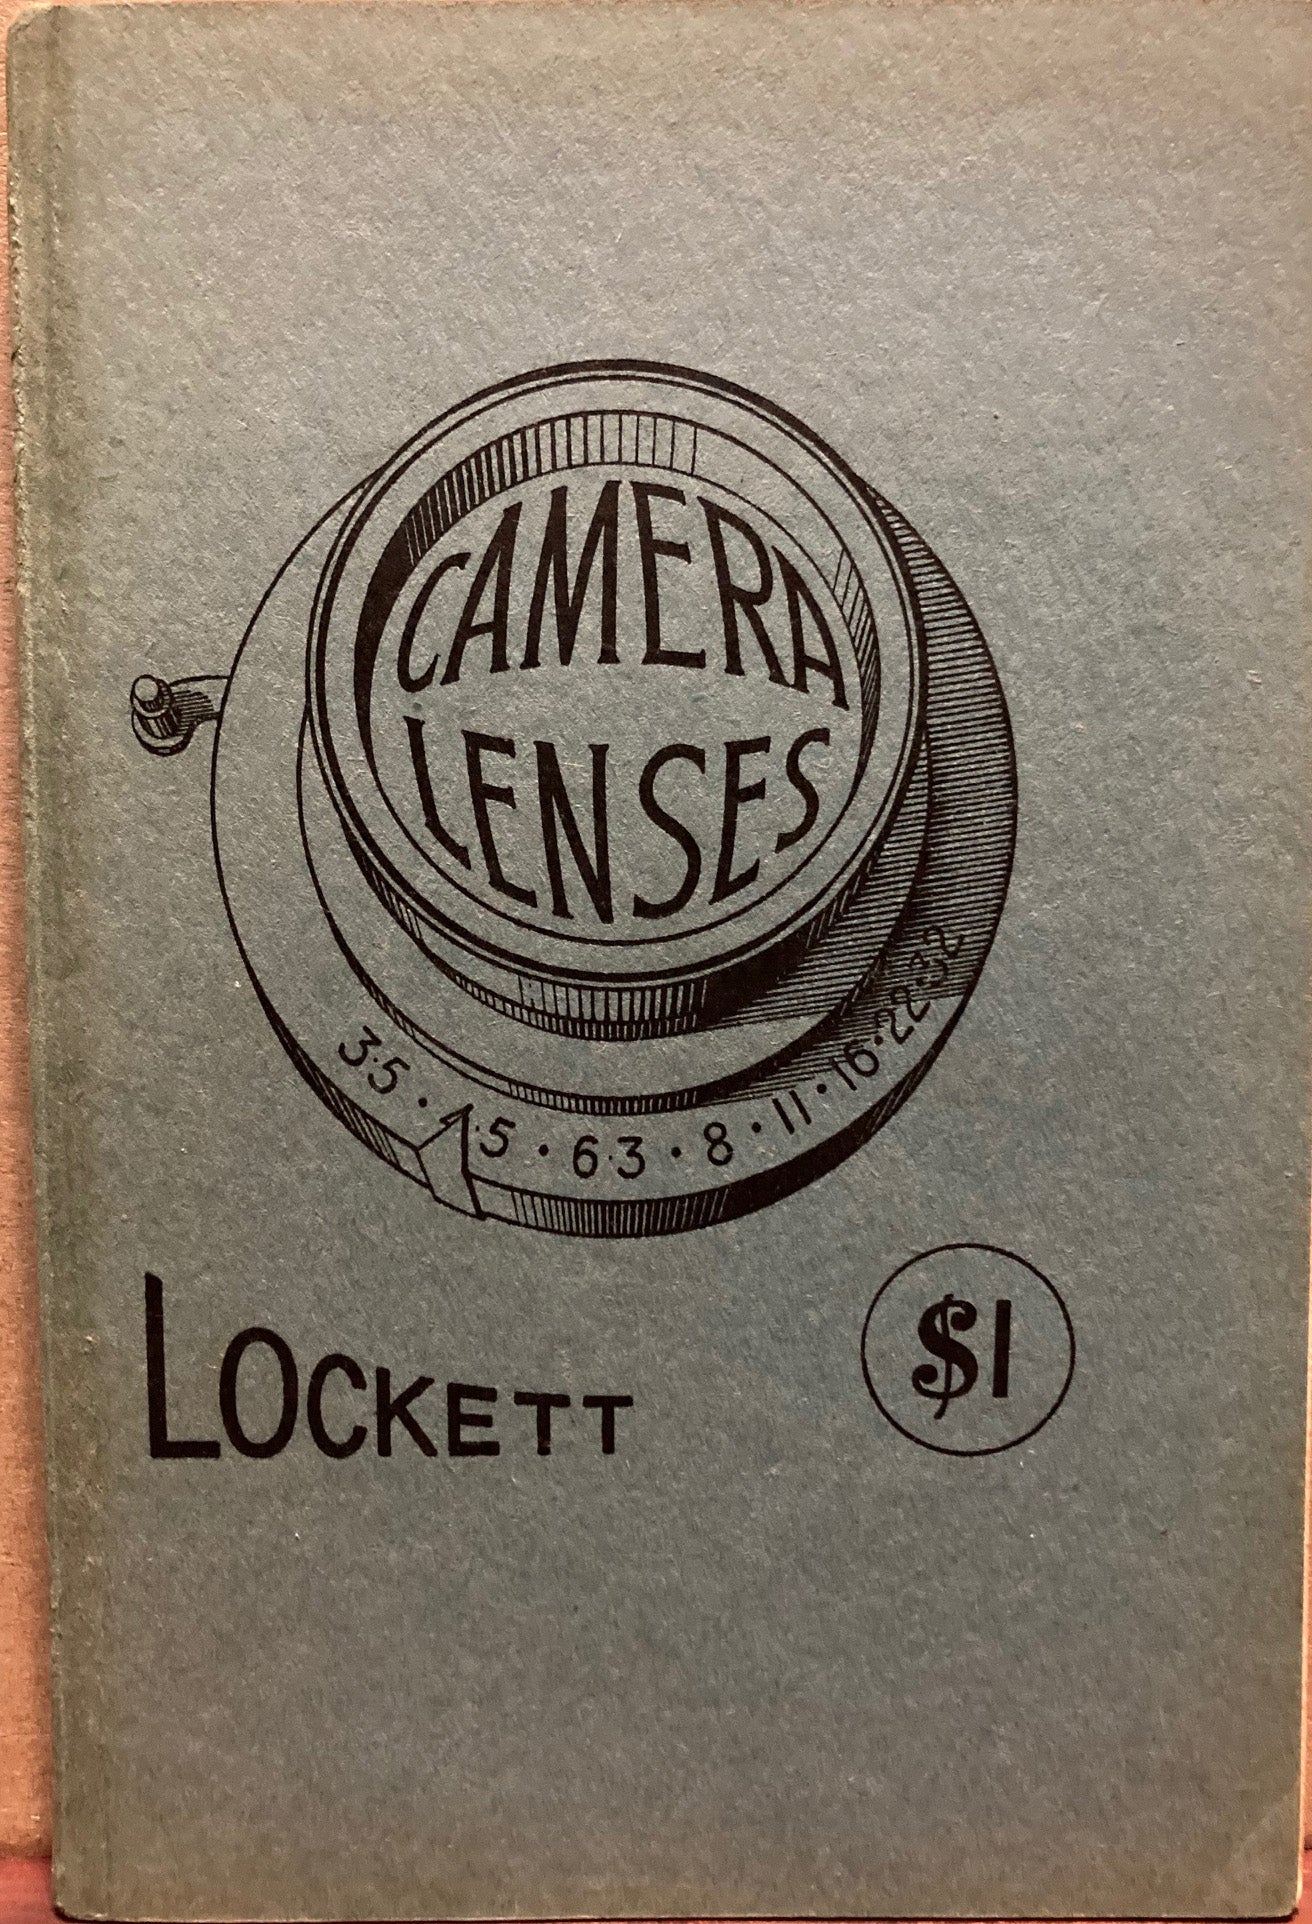 CAMERA
LENSES
3·5 · 4·5 · 6·3 · 8 · 11 · 16 · 22 · 32
LOCKETT
$1